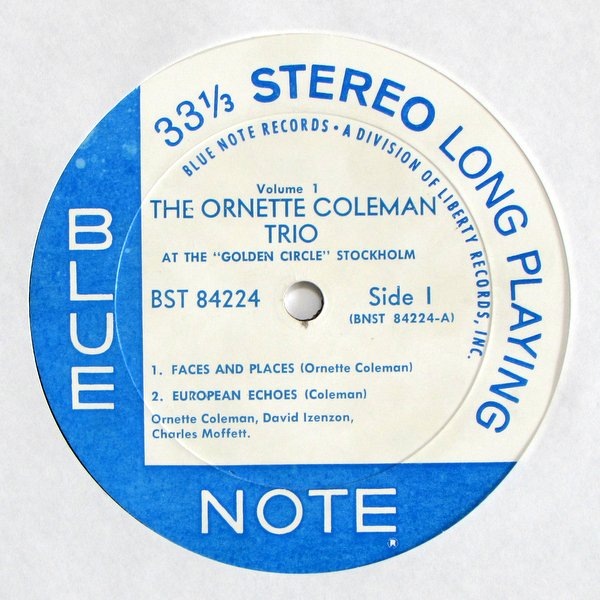 33⅓ STEREO LONG PLAYING
BLUE NOTE RECORDS • A DIVISION OF LIBERTY RECORDS, INC.
Volume 1
THE ORNETTE COLEMAN
TRIO
AT THE "GOLDEN CIRCLE" STOCKHOLM
BST 84224
Side I
(BNST 84224-A)
1. FACES AND PLACES (Ornette Coleman)
2. EUROPEAN ECHOES (Coleman)
Ornette Coleman, David Izenzon,
Charles Moffett.
BLUE
NOTE
®